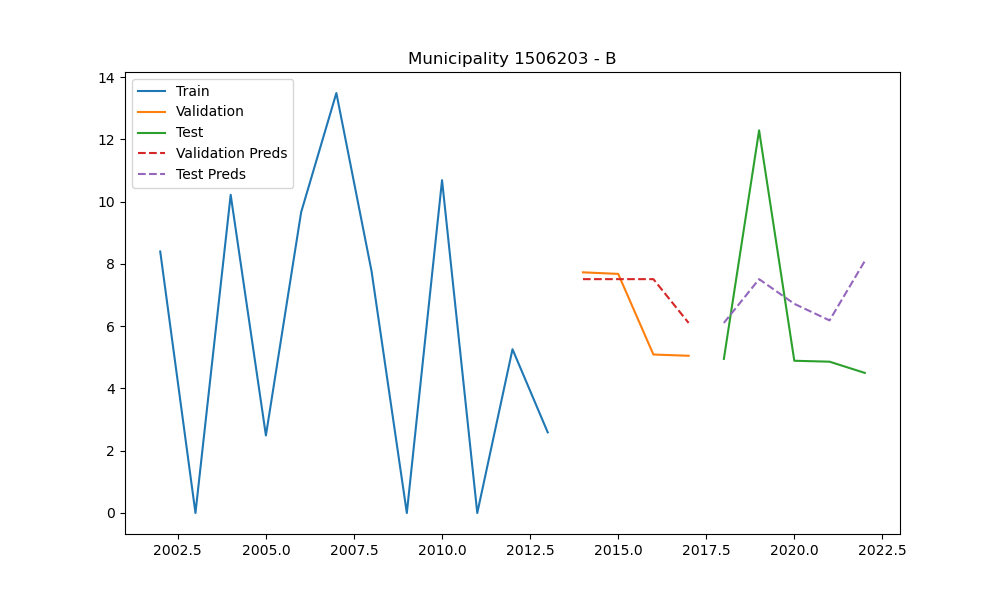 Municipality 1506203 - B
Train
Validation
Test
Validation Preds
Test Preds
14
12
10
8
6
4
2
0
2002.5 2005.0 2007.5 2010.0 2012.5 2015.0 2017.5 2020.0 2022.5